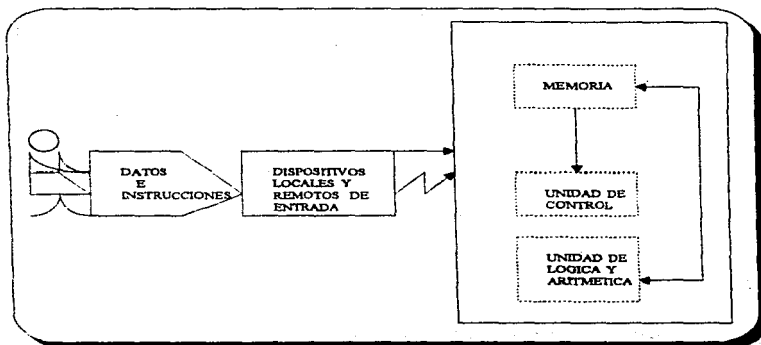 DATOS
E
INSTRUCCIONES
DISPOSITIVOS
LOCALES Y
REMOTOS DE
ENTRADA
MEMORIA
UNIDAD DE
CONTROL
UNIDAD DE
LOGICA Y
ARITMETICA